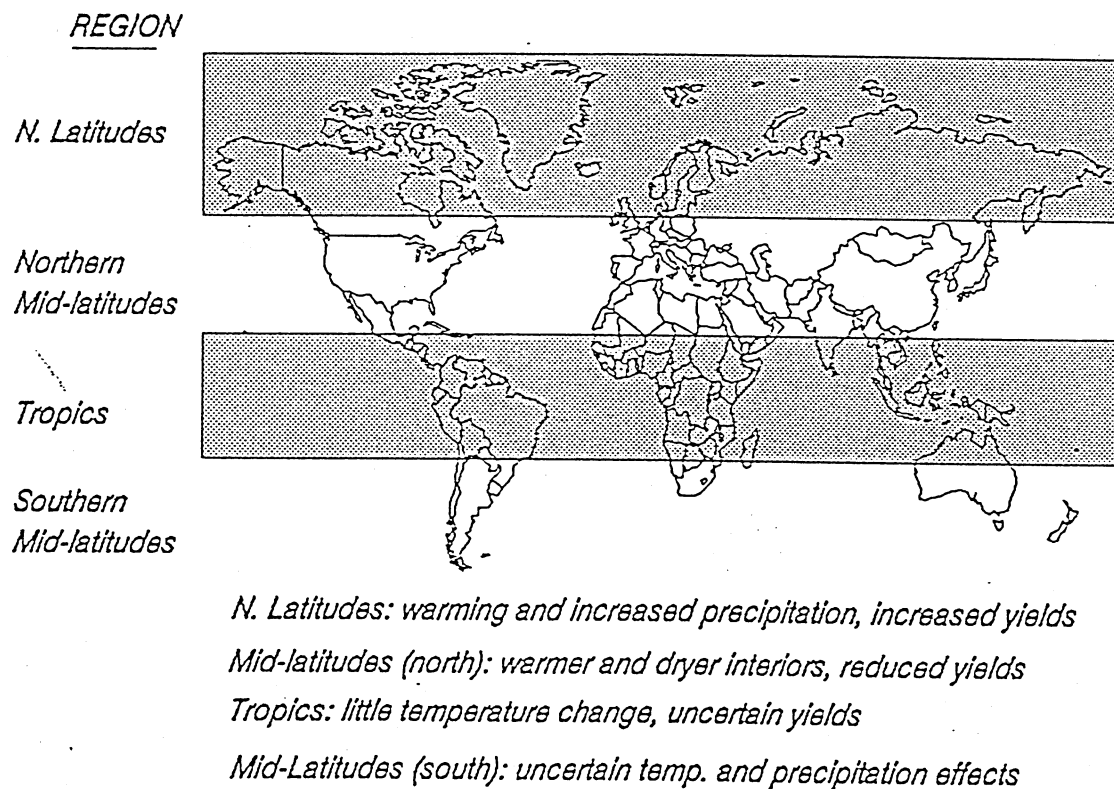 REGION
N. Latitudes
Northern
Mid-latitudes
Tropics
Southern
Mid-latitudes
N. Latitudes: warming and increased precipitation, increased yields
Mid-latitudes (north): warmer and dryer interiors, reduced yields
Tropics: little temperature change, uncertain yields
Mid-Latitudes (south): uncertain temp. and precipitation effects